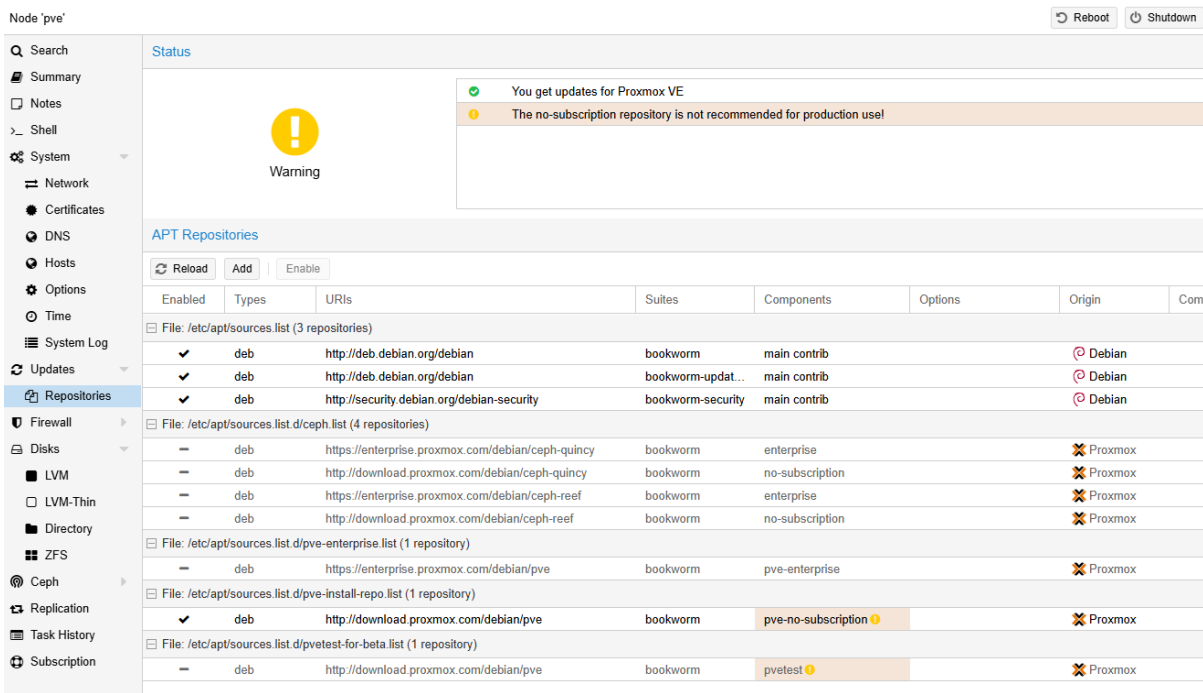 Node 'pve'
Reboot Shutdown
Search
Summary
Notes
Shell
System
Network
Certificates
DNS
Hosts
Options
Time
System Log
Updates
Repositories
Firewall
Disks
LVM
LVM-Thin
Directory
ZFS
Ceph
Replication
Task History
Subscription
Status
Warning
You get updates for Proxmox VE
The no-subscription repository is not recommended for production use!
APT Repositories
Reload Add Enable
Enabled Types URIs Suites Components Options Origin Com
File: /etc/apt/sources.list (3 repositories)
deb http://deb.debian.org/debian bookworm main contrib Debian
deb http://deb.debian.org/debian bookworm-updat... main contrib Debian
deb http://security.debian.org/debian-security bookworm-security main contrib Debian
File: /etc/apt/sources.list.d/ceph.list (4 repositories)
deb https://enterprise.proxmox.com/debian/ceph-quincy bookworm enterprise Proxmox
deb http://download.proxmox.com/debian/ceph-quincy bookworm no-subscription Proxmox
deb https://enterprise.proxmox.com/debian/ceph-reef bookworm enterprise Proxmox
deb http://download.proxmox.com/debian/ceph-reef bookworm no-subscription Proxmox
File: /etc/apt/sources.list.d/pve-enterprise.list (1 repository)
deb https://enterprise.proxmox.com/debian/pve bookworm pve-enterprise Proxmox
File: /etc/apt/sources.list.d/pve-install-repo.list (1 repository)
deb http://download.proxmox.com/debian/pve bookworm pve-no-subscription Proxmox
File: /etc/apt/sources.list.d/pvetest-for-beta.list (1 repository)
deb http://download.proxmox.com/debian/pve bookworm pvetest Proxmox